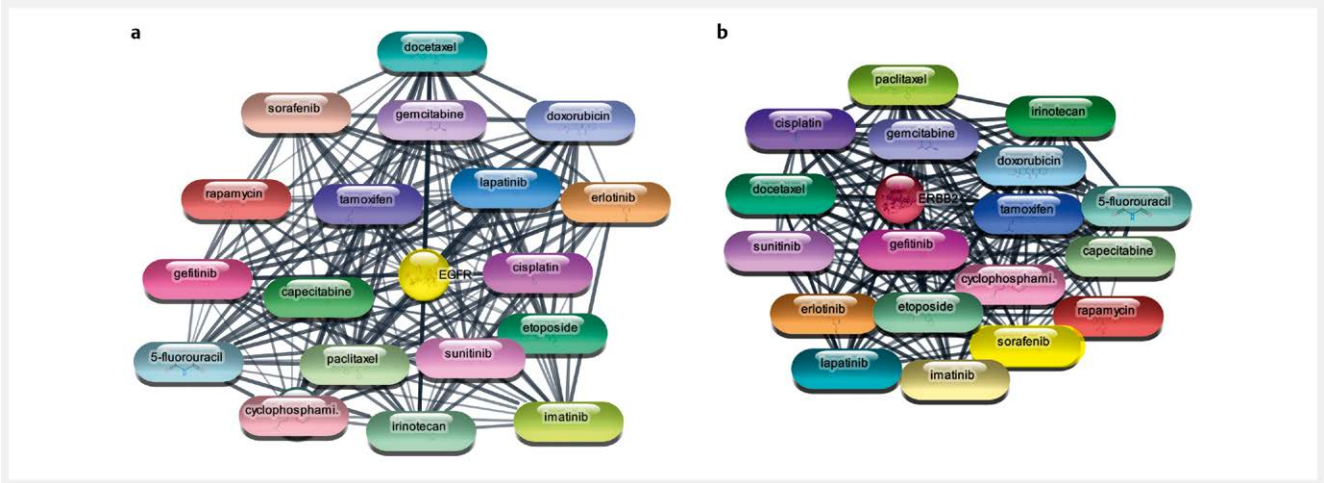 a
docetaxel
sorafenib
gemcitabine
doxorubicin
rapamycin
tamoxifen
lapatinib
erlotinib
gefitinib
capecitabine
EGFR
cisplatin
etoposide
5-fluorouracil
paclitaxel
sunitinib
cyclophosphami.
irinotecan
imatinib
b
paclitaxel
cisplatin
gemcitabine
irinotecan
doxorubicin
docetaxel
ERBB2
tamoxifen
5-fluorouracil
sunitinib
gefitinib
capecitabine
cyclophosphami.
erlotinib
etoposide
rapamycin
sorafenib
lapatinib
imatinib